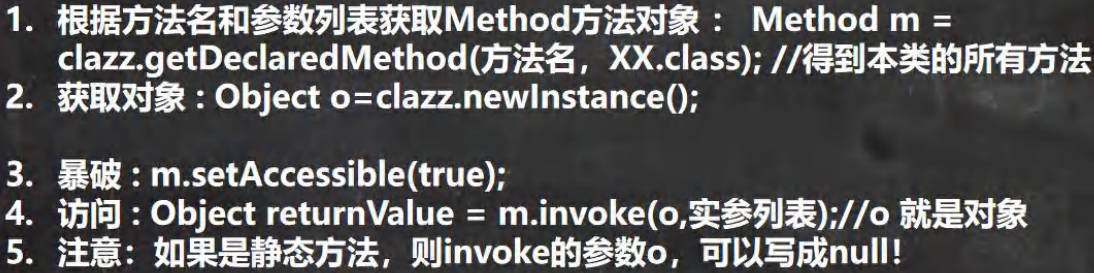 1. 根据方法名和参数列表获取Method方法对象： Method m =
clazz.getDeclaredMethod(方法名，XX.class); //得到本类的所有方法
2. 获取对象 : Object o=clazz.newInstance();
3. 暴破 : m.setAccessible(true);
4. 访问 : Object returnValue = m.invoke(o,实参列表);//o 就是对象
5. 注意：如果是静态方法，则invoke的参数o，可以写成null!